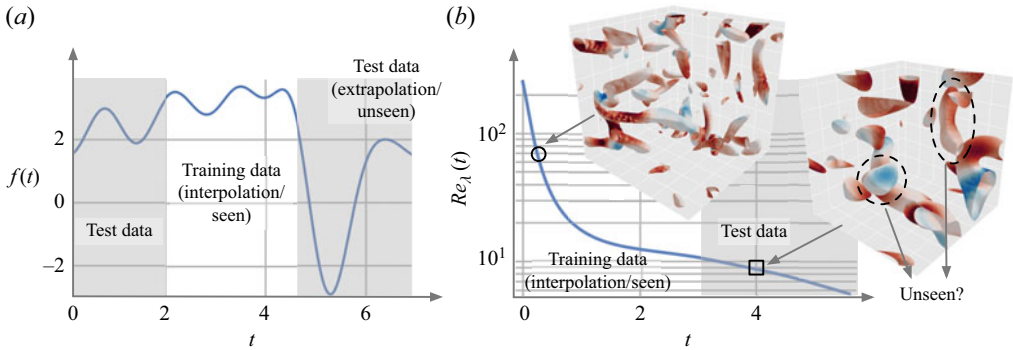 (a)
(b)
Test data
(extrapolation/
unseen)
2
0
−2
f(t)
Training data
(interpolation/
seen)
Test data
0
2
4
6
t
10²
10¹
Reλ (t)
Test data
Training data
(interpolation/seen)
Unseen?
0
2
4
t